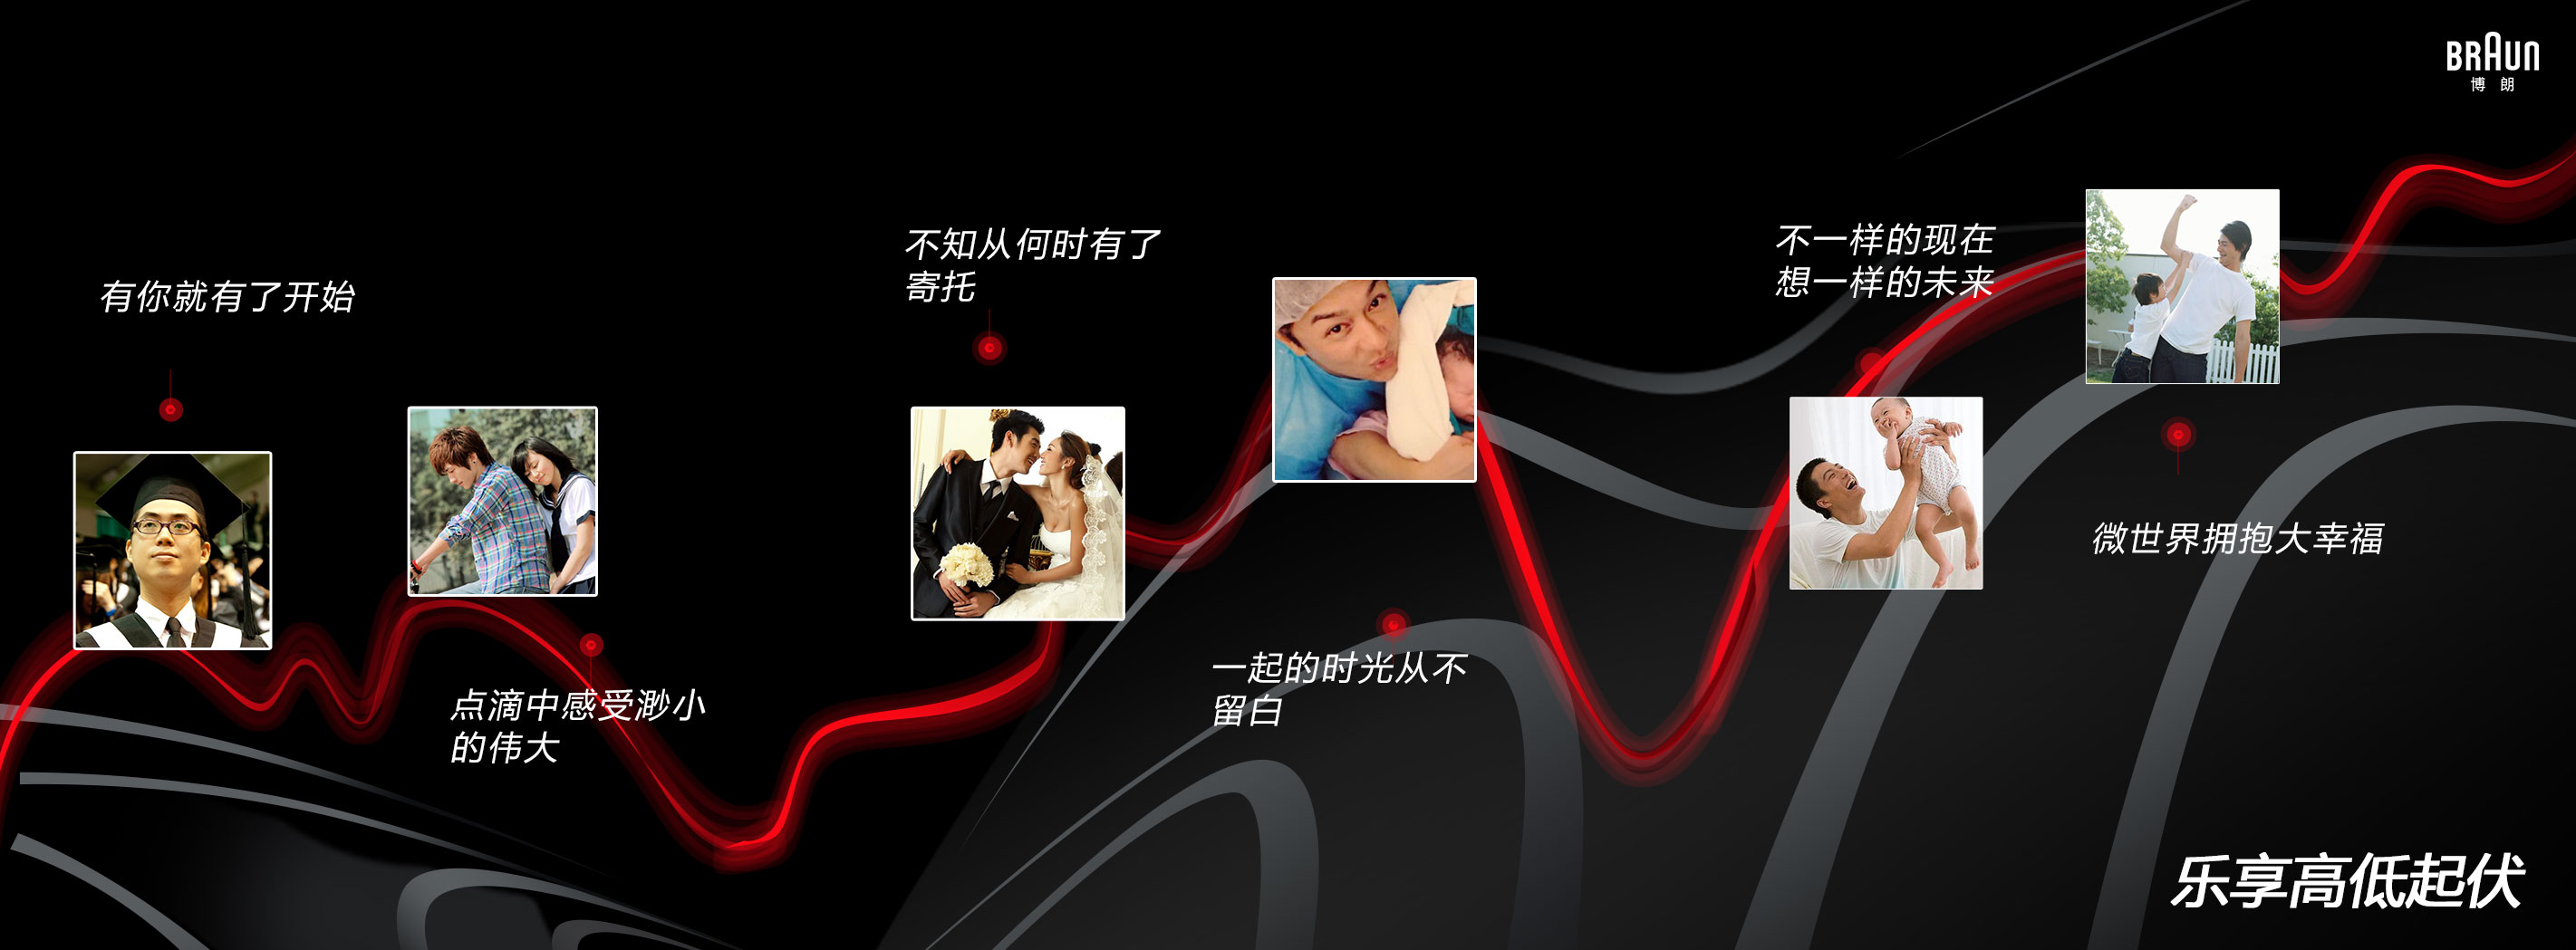 BRAUN
博朗
有你就有了开始
点滴中感受渺小
的伟大
不知从何时有了
寄托
一起的时光从不
留白
不一样的现在
想一样的未来
微世界拥抱大幸福
乐享高低起伏